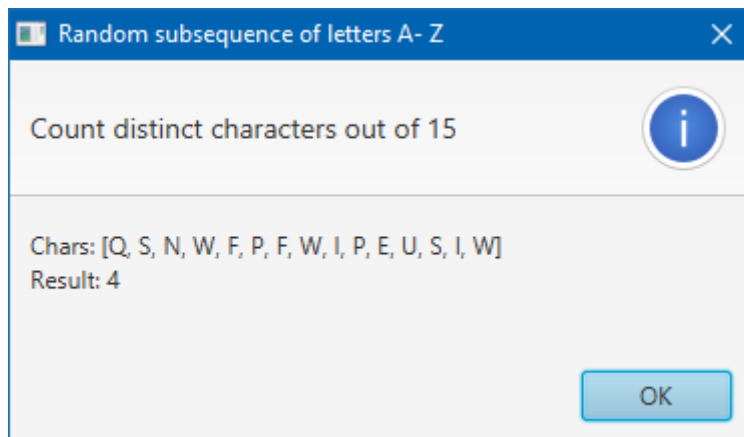 Random subsequence of letters A- Z
Count distinct characters out of 15
Chars: [Q, S, N, W, F, P, F, W, I, P, E, U, S, I, W]
Result: 4
OK